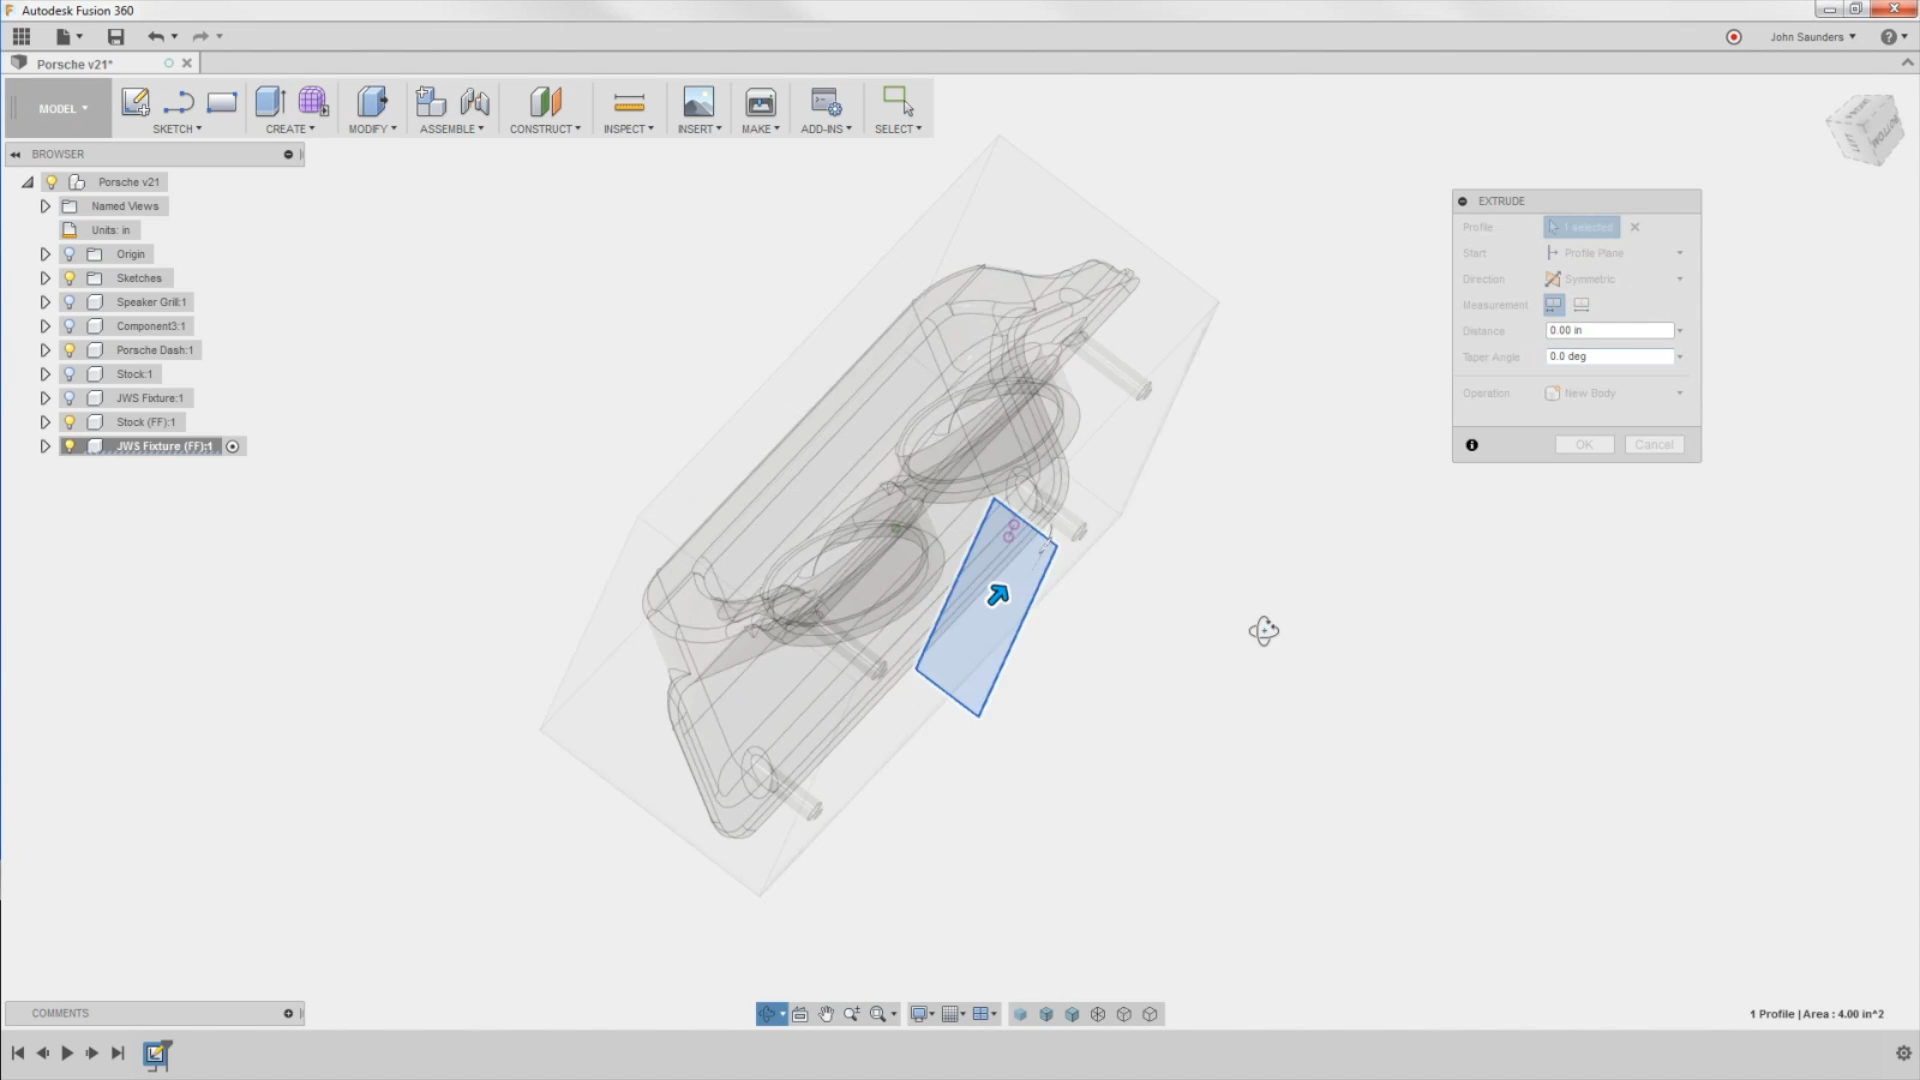 Autodesk Fusion 360
John Saunders
Porsche v21*
MODEL
SKETCH
CREATE
MODIFY
ASSEMBLE
CONSTRUCT
INSPECT
INSERT
MAKE
ADD-INS
SELECT
BROWSER
Porsche v21
Named Views
Units: in
Origin
Sketches
Speaker Grill:1
Component3:1
Porsche Dash:1
Stock:1
JWS Fixture:1
Stock (FF):1
JWS Fixture (FF):1
EXTRUDE
Profile 1 selected
Start Profile Plane
Direction Symmetric
Measurement
Distance 0.00 in
Taper Angle 0.0 deg
Operation New Body
OK Cancel
BOTTOM
COMMENTS
1 Profile | Area : 4.00 in^2